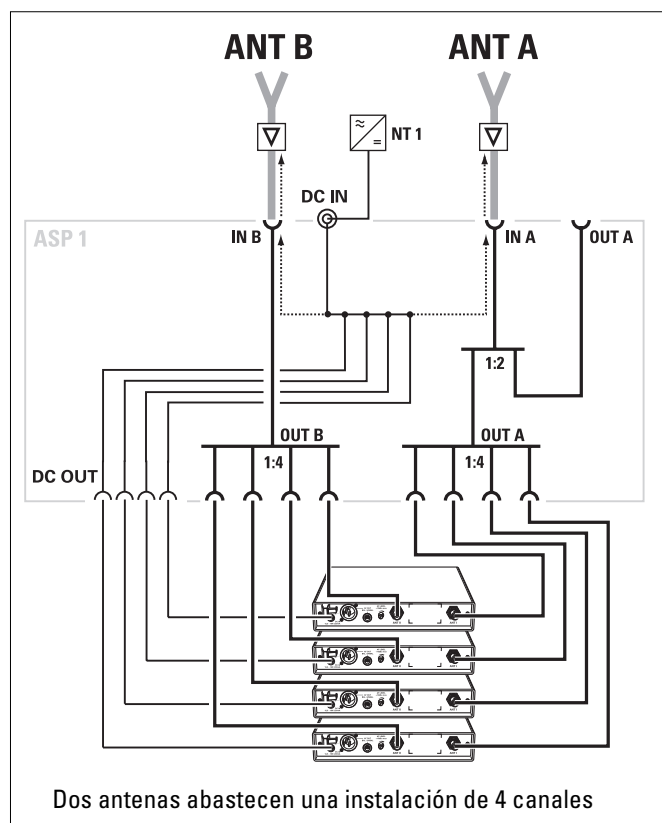 ANT B ANT A
NT 1
DC IN
ASP 1 IN B IN A OUT A
1:2
OUT B OUT A
1:4 1:4
DC OUT
Dos antenas abastecen una instalación de 4 canales